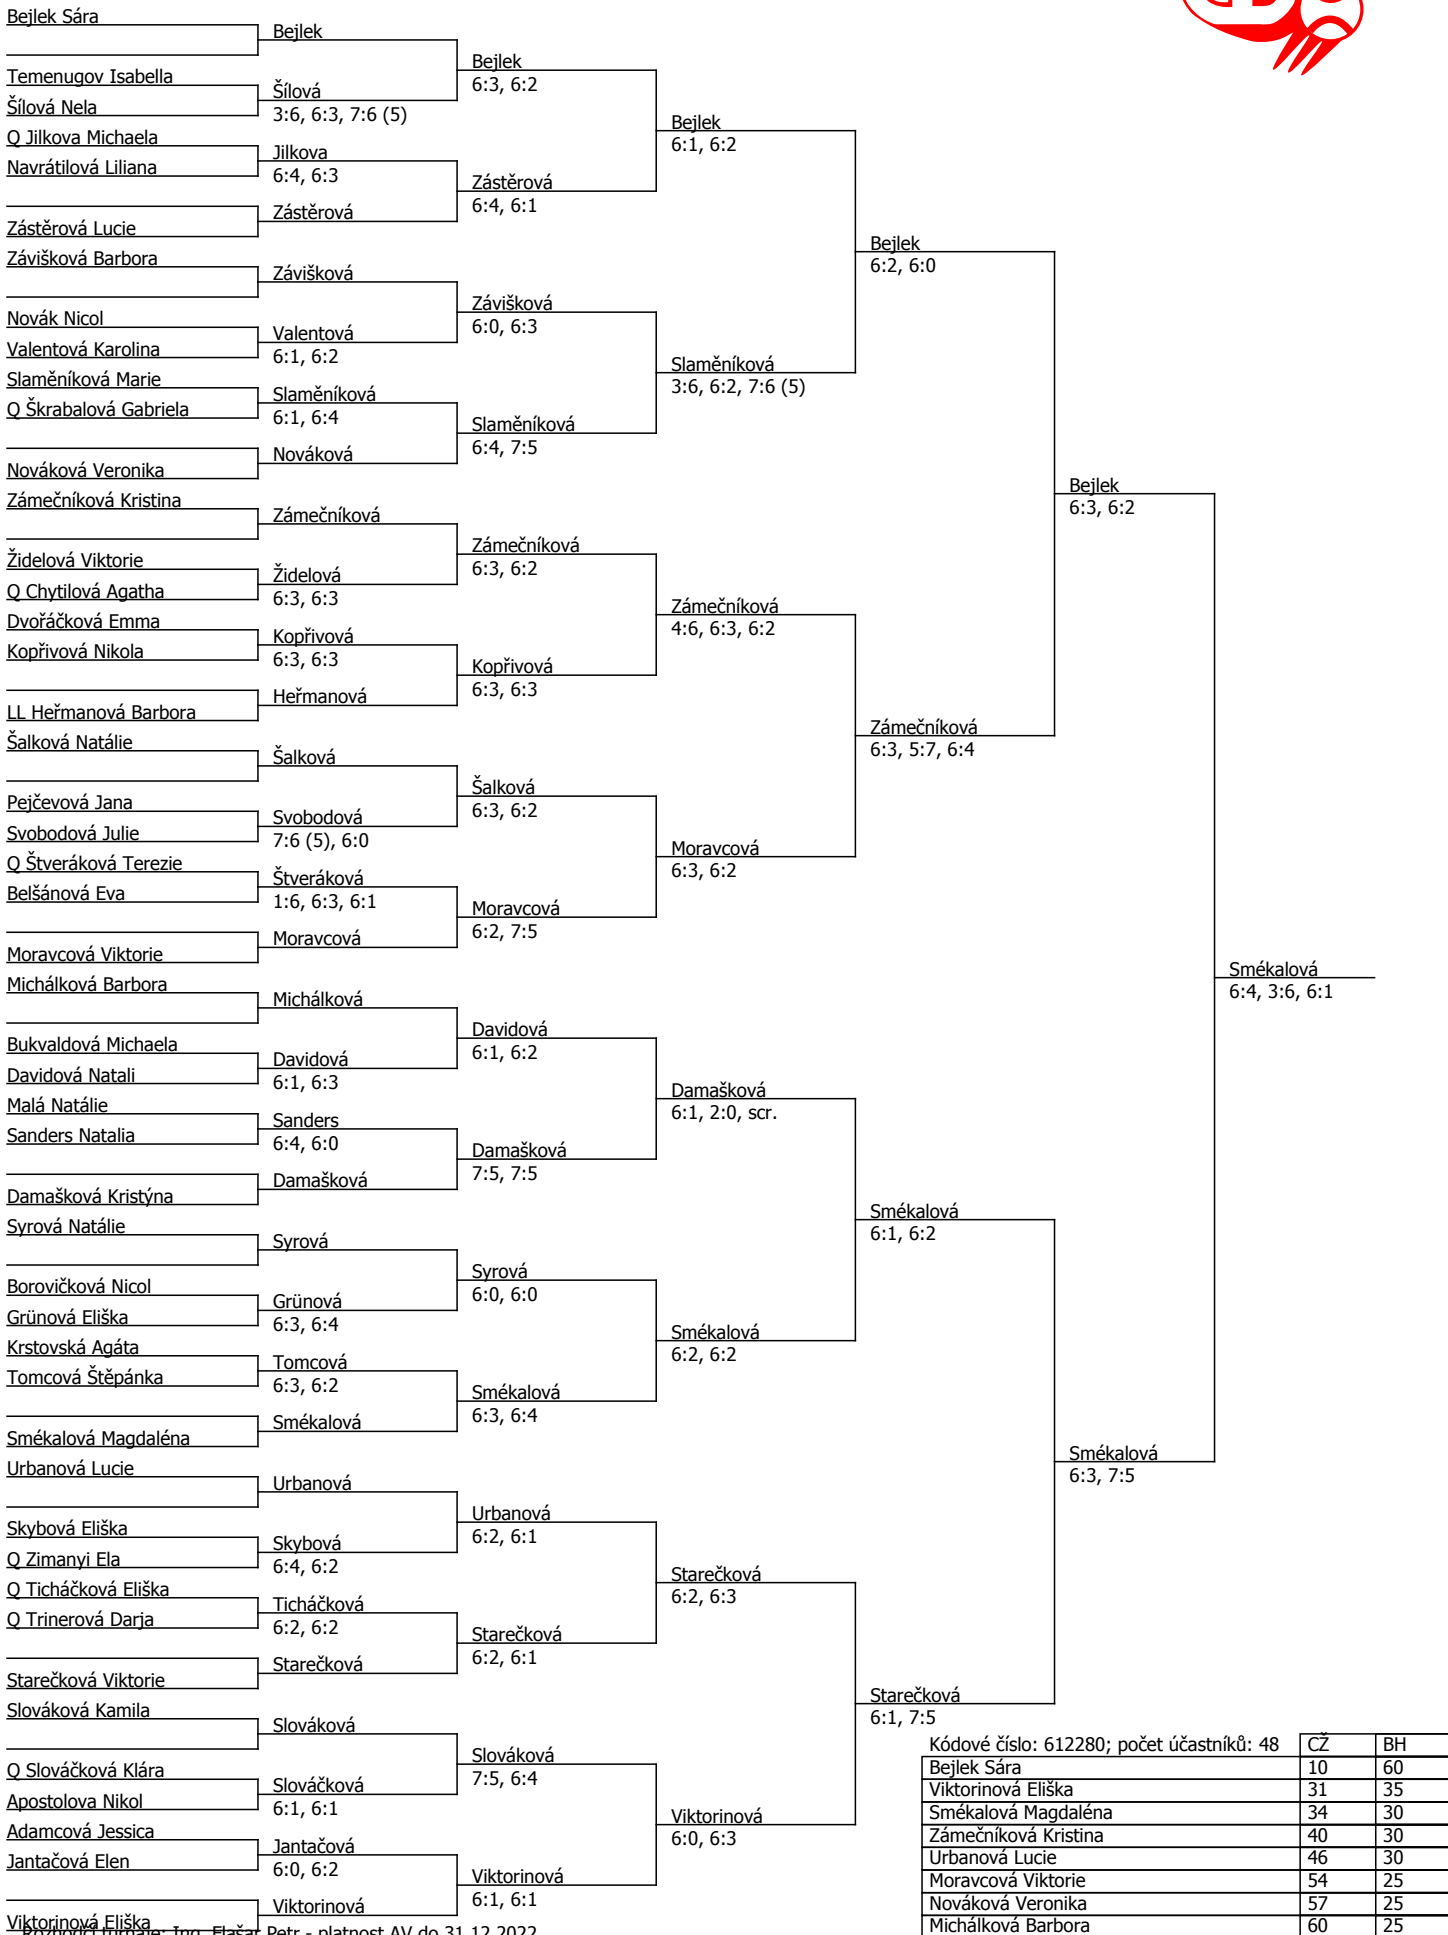 Bejlek Sára
Temenugov Isabella
Šílová Nela
Q Jilkova Michaela
Navrátilová Liliana
Zástěrová Lucie
Závišková Barbora
Novák Nicol
Valentová Karolina
Slaměníková Marie
Q Škrabalová Gabriela
Nováková Veronika
Zámečníková Kristina
Židelová Viktorie
Q Chytilová Agatha
Dvořáčková Emma
Kopřivová Nikola
LL Heřmanová Barbora
Šalková Natálie
Pejčevová Jana
Svobodová Julie
Q Štveráková Terezie
Belšánová Eva
Moravcová Viktorie
Michálková Barbora
Bukvaldová Michaela
Davidová Natali
Malá Natálie
Sanders Natalia
Damašková Kristýna
Syrová Natálie
Borovičková Nicol
Grünová Eliška
Krstovská Agáta
Tomcová Štěpánka
Smékalová Magdaléna
Urbanová Lucie
Skybová Eliška
Q Zimanyi Ela
Q Ticháčková Eliška
Q Trinerová Darja
Starečková Viktorie
Slováková Kamila
Q Slováčková Klára
Apostolova Nikol
Adamcová Jessica
Jantačová Elen
Viktorinová Eliška
Bejlek
Šílová
3:6, 6:3, 7:6 (5)
Jilkova
6:4, 6:3
Zástěrová
Závišková
Valentová
6:1, 6:2
Slaměníková
6:1, 6:4
Nováková
Zámečníková
Židelová
6:3, 6:3
Kopřivová
6:3, 6:3
Heřmanová
Šalková
Svobodová
7:6 (5), 6:0
Štveráková
1:6, 6:3, 6:1
Moravcová
Michálková
Davidová
6:1, 6:3
Sanders
6:4, 6:0
Damašková
Syrová
Grünová
6:3, 6:4
Tomcová
6:3, 6:2
Smékalová
Urbanová
Skybová
6:4, 6:2
Ticháčková
6:2, 6:2
Starečková
Slováková
Slováčková
6:1, 6:1
Jantačová
6:0, 6:2
Viktorinová
Bejlek
6:3, 6:2
Zástěrová
6:4, 6:1
Závišková
6:0, 6:3
Slaměníková
6:4, 7:5
Zámečníková
6:3, 6:2
Kopřivová
6:3, 6:3
Šalková
6:3, 6:2
Moravcová
6:2, 7:5
Davidová
6:1, 6:2
Damašková
7:5, 7:5
Syrová
6:0, 6:0
Smékalová
6:3, 6:4
Urbanová
6:2, 6:1
Starečková
6:2, 6:1
Slováková
7:5, 6:4
Viktorinová
6:1, 6:1
Bejlek
6:1, 6:2
Slaměníková
3:6, 6:2, 7:6 (5)
Zámečníková
4:6, 6:3, 6:2
Moravcová
6:3, 6:2
Damašková
6:1, 2:0, scr.
Smékalová
6:2, 6:2
Starečková
6:2, 6:3
Viktorinová
6:0, 6:3
Bejlek
6:2, 6:0
Zámečníková
6:3, 5:7, 6:4
Smékalová
6:1, 6:2
Starečková
6:1, 7:5
Bejlek
6:3, 6:2
Smékalová
6:3, 7:5
Smékalová
6:4, 3:6, 6:1
Kódové číslo: 612280; počet účastníků: 48 CŽ BH
Bejlek Sára 10 60
Viktorinová Eliška 31 35
Smékalová Magdaléna 34 30
Zámečníková Kristina 40 30
Urbanová Lucie 46 30
Moravcová Viktorie 54 25
Nováková Veronika 57 25
Michálková Barbora 60 25
Rozhodčí turnaje: Ing. Flašar Petr - platnost AV do 31.12.2022